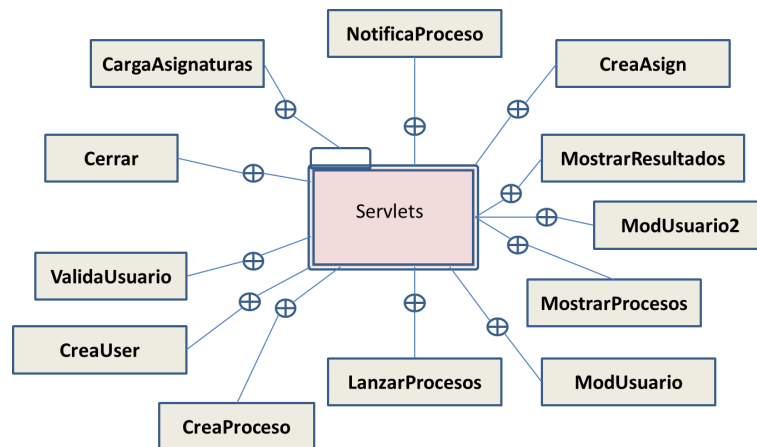 NotificaProceso
CargaAsignaturas
CreaAsign
Cerrar
MostrarResultados
Servlets
ModUsuario2
ValidaUsuario
MostrarProcesos
CreaUser
LanzarProcesos
ModUsuario
CreaProceso